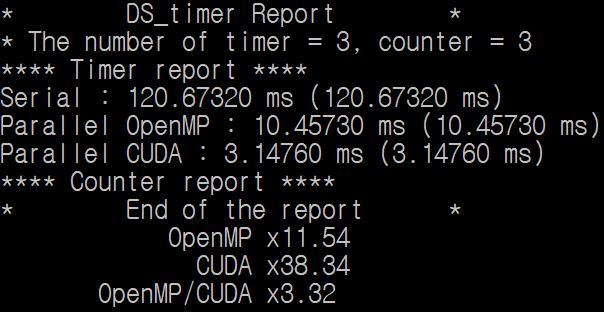 *        DS_timer Report        *
* The number of timer = 3, counter = 3
**** Timer report ****
Serial : 120.67320 ms (120.67320 ms)
Parallel OpenMP : 10.45730 ms (10.45730 ms)
Parallel CUDA : 3.14760 ms (3.14760 ms)
**** Counter report ****
*        End of the report      *
            OpenMP x11.54
              CUDA x38.34
       OpenMP/CUDA x3.32